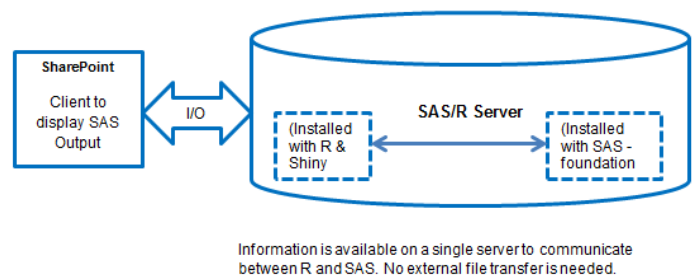 SharePoint
Client to
display SAS
Output
I/O
SAS/R Server
(Installed
with R &
Shiny
(Installed
with SAS -
foundation
Information is available on a single server to communicate
between R and SAS. No external file transfer is needed.